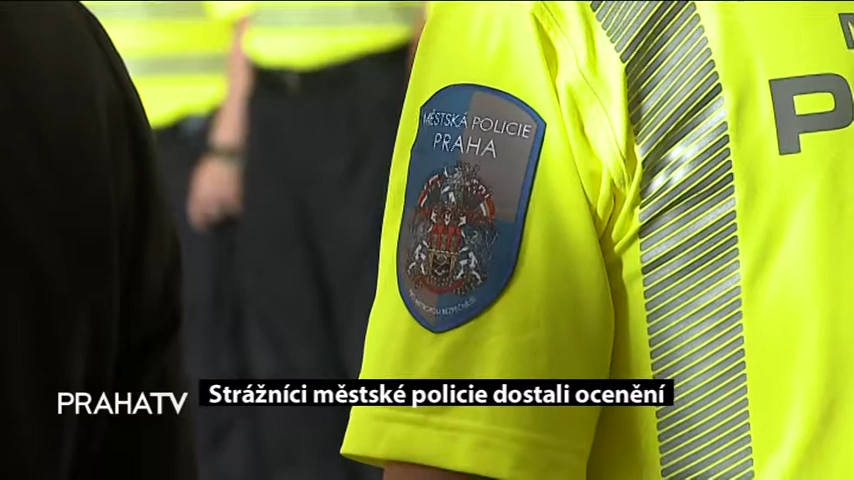 MĚSTSKÁ POLICIE
PRAHA
P
PRAHATV
Strážníci městské policie dostali ocenění